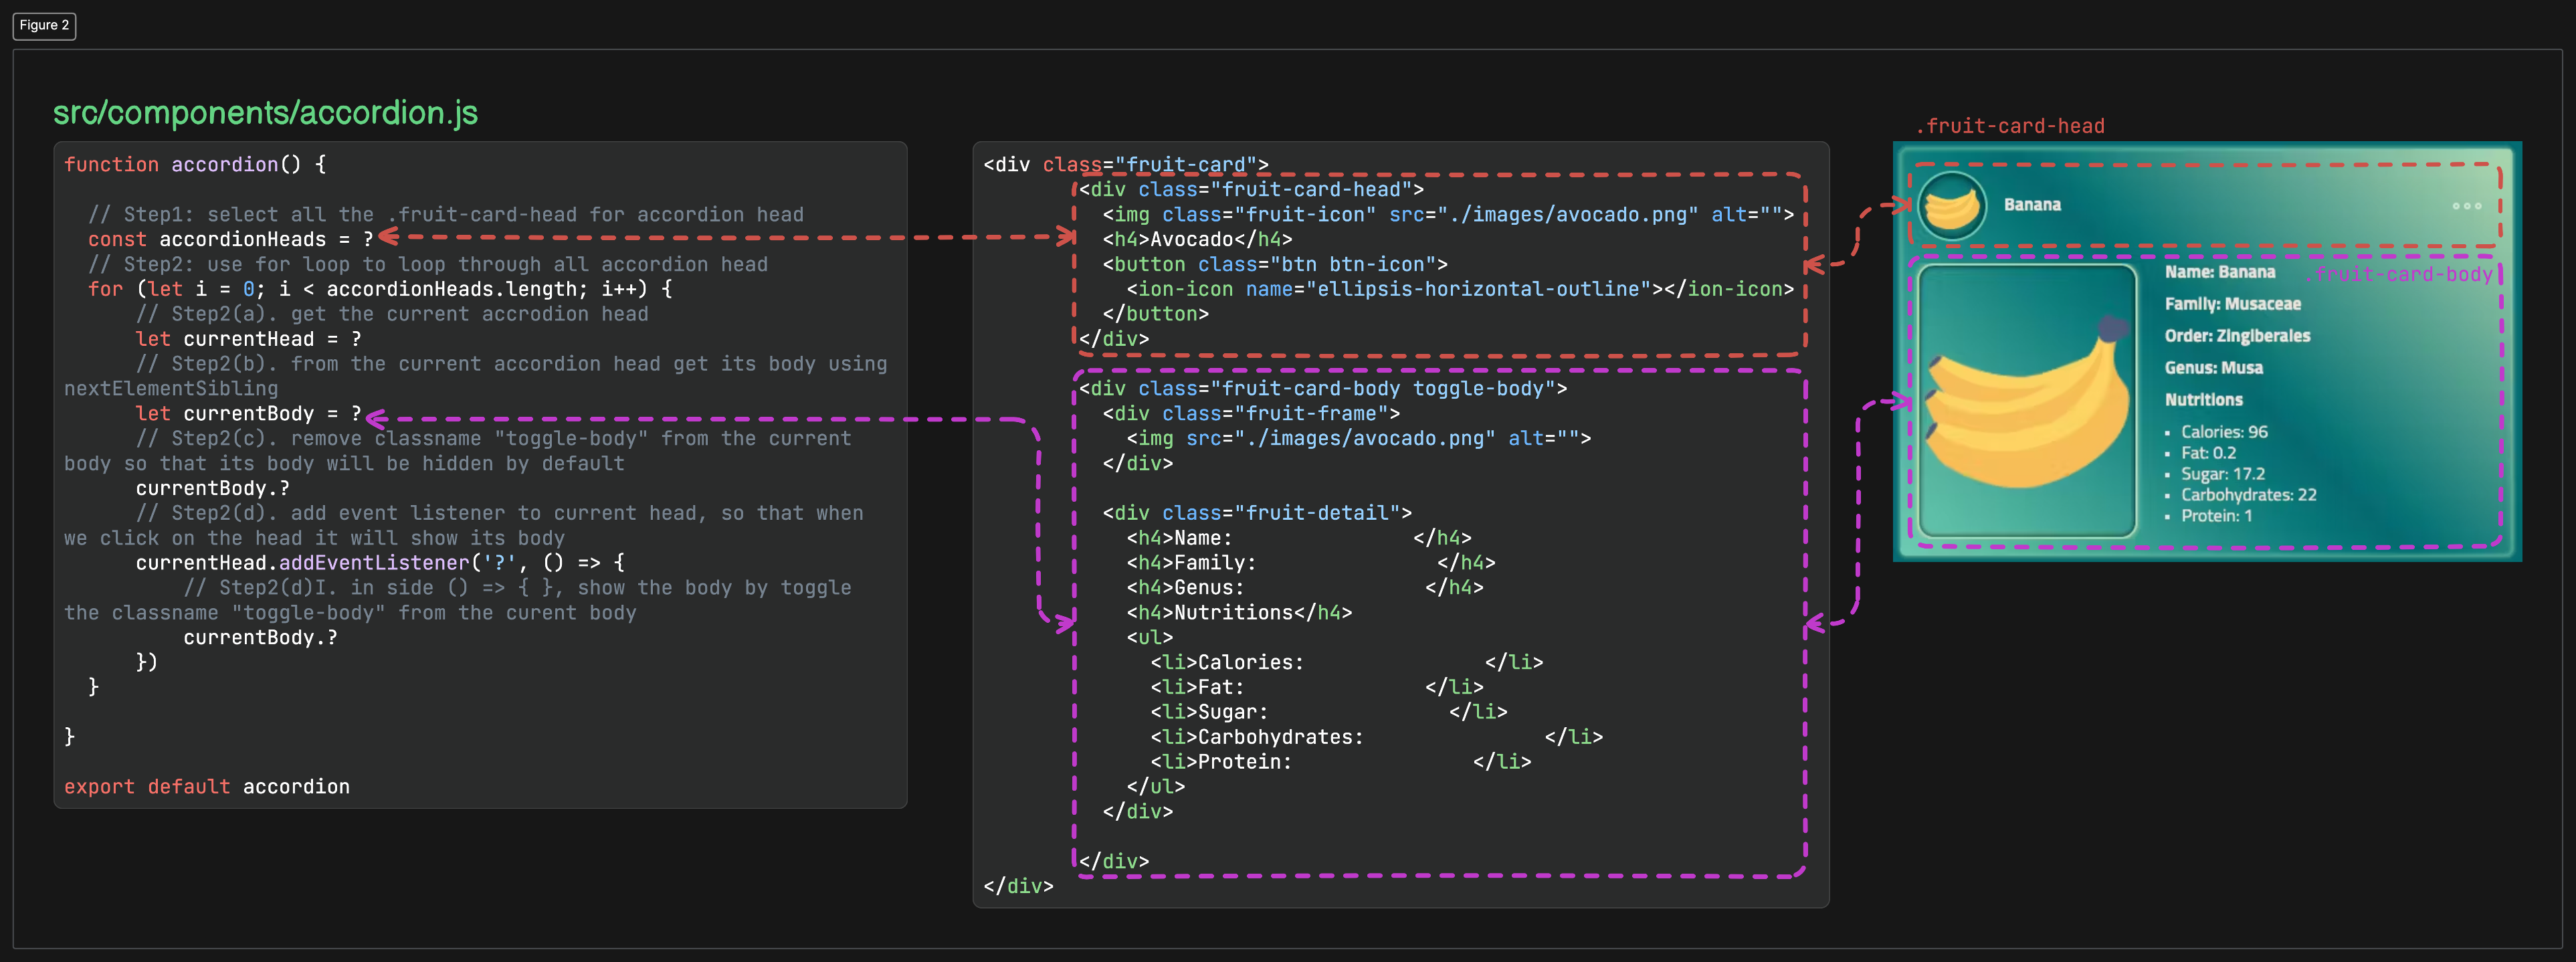 Figure 2
src/components/accordion.js
function accordion() {
// Step1: select all the .fruit-card-head for accordion head
const accordionHeads = ?
// Step2: use for loop to loop through all accordion head
for (let i = 0; i < accordionHeads.length; i++) {
// Step2(a). get the current accrodion head
let currentHead = ?
// Step2(b). from the current accordion head get its body using
nextElementSibling
let currentBody = ?
// Step2(c). remove classname "toggle-body" from the current
body so that its body will be hidden by default
currentBody.?
// Step2(d). add event listener to current head, so that when
we click on the head it will show its body
currentHead.addEventListener('?', () => {
// Step2(d)I. in side () => { }, show the body by toggle
the classname "toggle-body" from the curent body
currentBody.?
})
}
}
export default accordion
<div class="fruit-card">
<div class="fruit-card-head">
<img class="fruit-icon" src="./images/avocado.png" alt="">
<h4>Avocado</h4>
<button class="btn btn-icon">
<ion-icon name="ellipsis-horizontal-outline"></ion-icon>
</button>
</div>
<div class="fruit-card-body toggle-body">
<div class="fruit-frame">
<img src="./images/avocado.png" alt="">
</div>
<div class="fruit-detail">
<h4>Name: </h4>
<h4>Family: </h4>
<h4>Genus: </h4>
<h4>Nutritions</h4>
<ul>
<li>Calories: </li>
<li>Fat: </li>
<li>Sugar: </li>
<li>Carbohydrates: </li>
<li>Protein: </li>
</ul>
</div>
</div>
</div>
.fruit-card-head
Banana
.fruit-card-body
Name: Banana
Family: Musaceae
Order: Zingiberales
Genus: Musa
Nutritions
▪ Calories: 96
▪ Fat: 0.2
▪ Sugar: 17.2
▪ Carbohydrates: 22
▪ Protein: 1